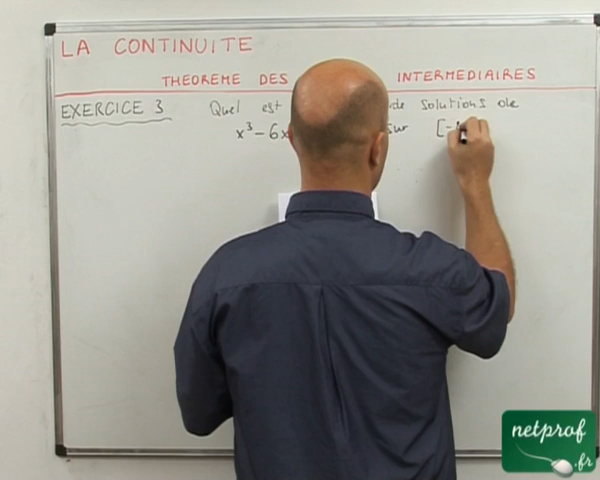 LA CONTINUITE
THEOREME DES INTERMEDIAIRES
EXERCICE 3 Quel est de solutions de
x³ - 6x sur [-
netprof
.fr